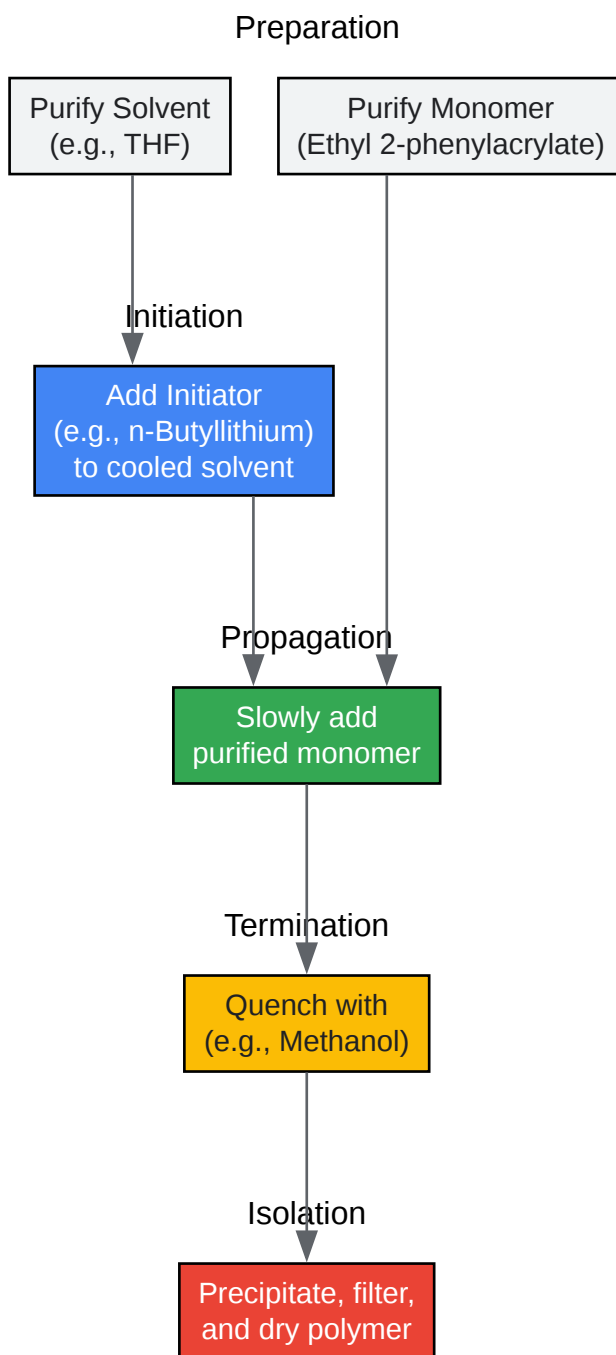 Preparation
Purify Solvent
(e.g., THF)
Purify Monomer
(Ethyl 2-phenylacrylate)
Initiation
Add Initiator
(e.g., n-Butyllithium)
to cooled solvent
Propagation
Slowly add
purified monomer
Termination
Quench with
(e.g., Methanol)
Isolation
Precipitate, filter,
and dry polymer